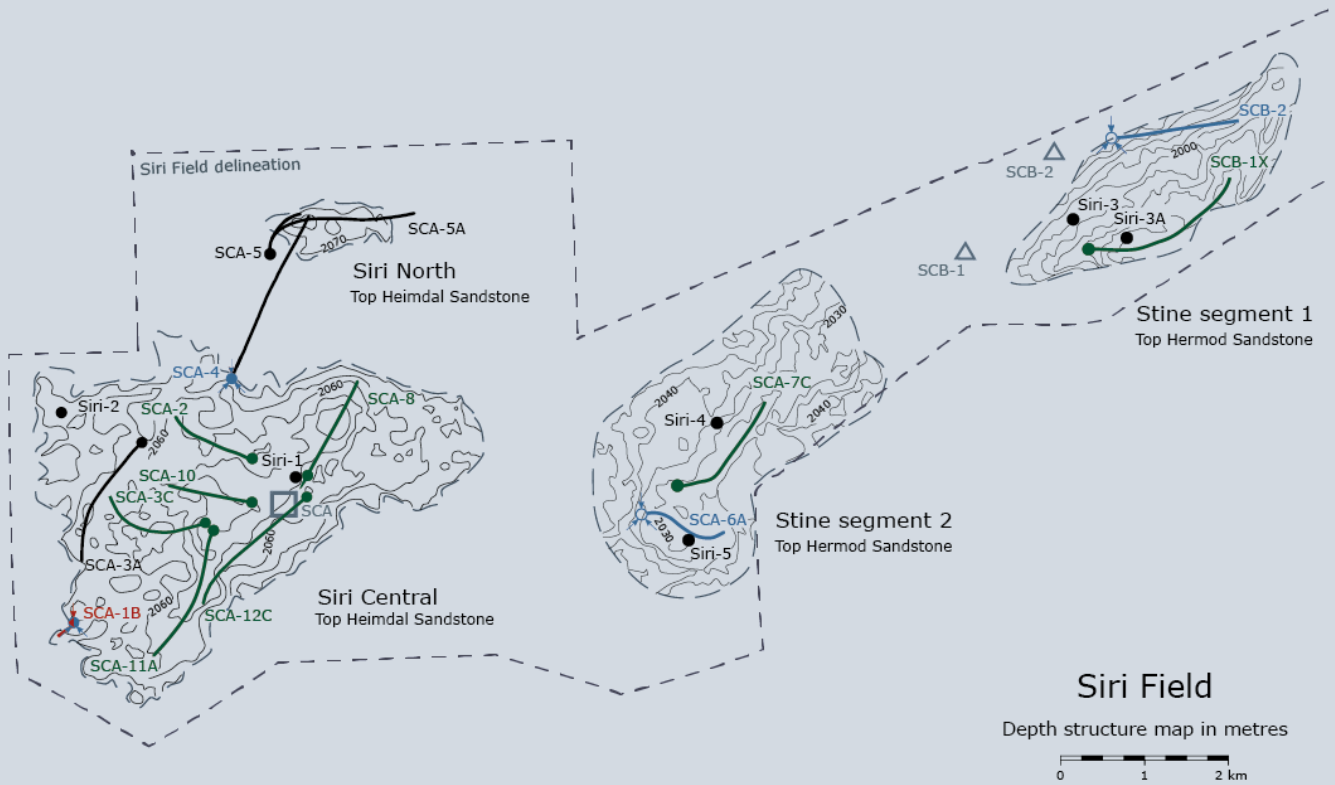 SCB-2
2000
SCB-2
SCB-1X
Siri Field delineation
Siri-3
Siri-3A
SCA-5A
2070
SCA-5
SCB-1
Siri North
Top Heimdal Sandstone
Stine segment 1
Top Hermod Sandstone
2030
SCA-4
2060
SCA-7C
2040
SCA-8
Siri-2
SCA-2
2040
Siri-4
2060
Siri-1
SCA-10
SCA-3C
SCA
SCA-6A
Stine segment 2
Top Hermod Sandstone
2030
Siri-5
2060
SCA-3A
Siri Central
Top Heimdal Sandstone
2060
SCA-1B
SCA-12C
SCA-11A
Siri Field
Depth structure map in metres
0 1 2 km